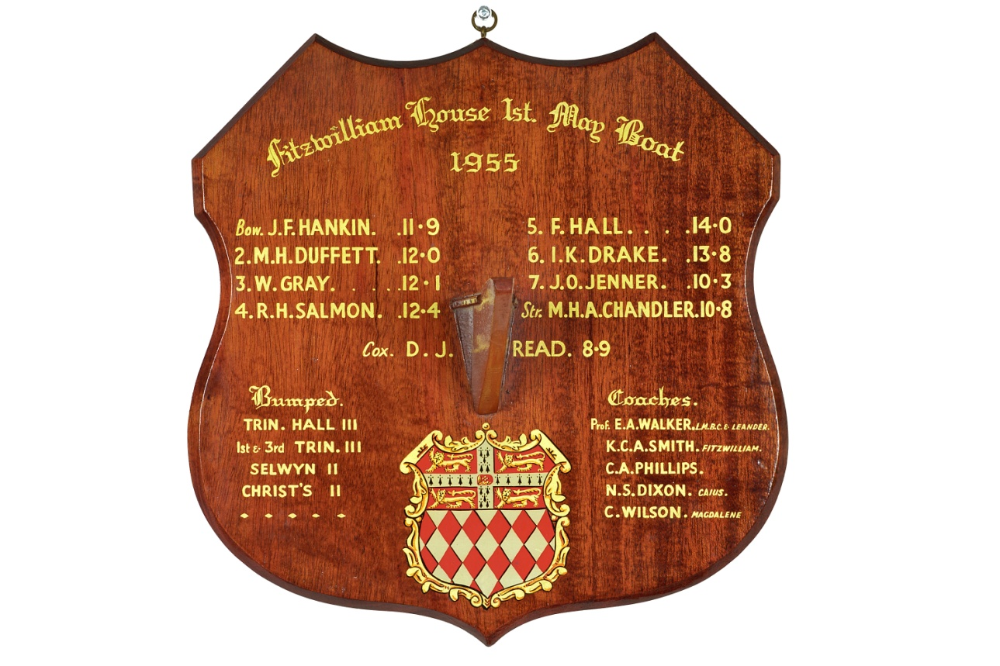 Fitzwilliam House 1st. May Boat
1955
Bow. J.F. HANKIN. .11·9
2. M.H. DUFFETT. .12·0
3. W. GRAY. . . . .12·1
4. R.H. SALMON. .12·4
5. F. HALL. . . .14·0
6. I.K. DRAKE. .13·8
7. J.O. JENNER. .10·3
Str. M.H.A. CHANDLER. 10·8
Cox. D. J. READ. 8·9
Bumped.
TRIN. HALL III
1st & 3rd TRIN. III
SELWYN II
CHRIST'S II
Coaches.
Prof. E.A. WALKER. L.M.B.C. & LEANDER.
K.C.A. SMITH. FITZWILLIAM.
C.A. PHILLIPS.
N.S. DIXON. CAIUS.
C. WILSON. MAGDALENE